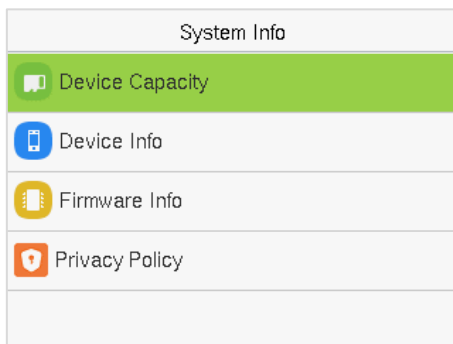 System Info
Device Capacity
Device Info
Firmware Info
Privacy Policy